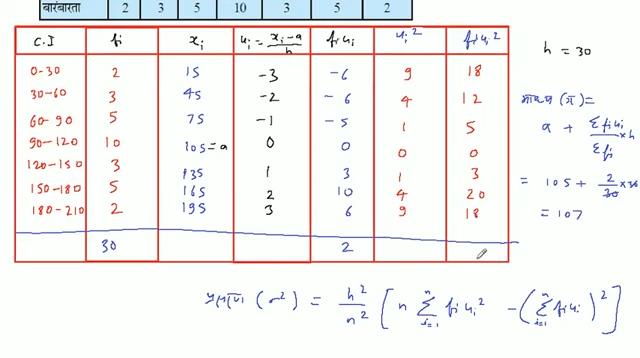 बारंबारता 2 3 5 10 3 5 2
C.I fi xi ui = xi-a/h fiui ui² fiui²
0-30 2 15 -3 -6 9 18
30-60 3 45 -2 -6 4 12
60-90 5 75 -1 -5 1 5
90-120 10 105=a 0 0 0 0
120-150 3 135 1 3 1 3
150-180 5 165 2 10 4 20
180-210 2 195 3 6 9 18
30 2
h = 30
माध्य (x̄) =
a + Σfiui/Σfi × h
= 105 + 2/30 × 30
= 107
प्रसरण (σ²) = h²/n² [ n Σⁿᵢ₌₁ fiui² - (Σⁿᵢ₌₁ fiui)² ]